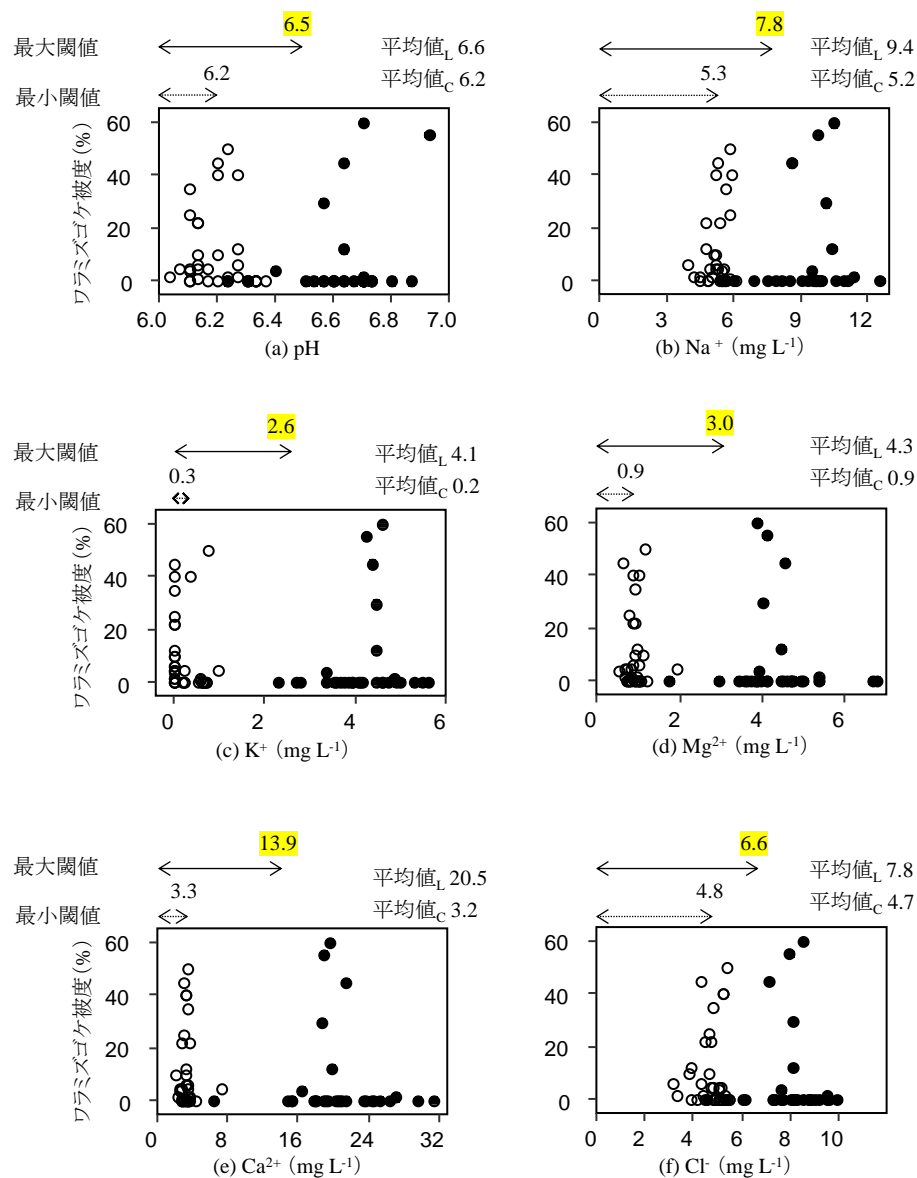 6.5
最大閾値
平均値L 6.6
6.2
平均値C 6.2
最小閾値
ワラミズゴケ被度(%)
60
40
20
0
6.0 6.2 6.4 6.6 6.8 7.0
(a) pH
7.8
平均値L 9.4
5.3
平均値C 5.2
60
40
20
0
0 3 6 9 12
(b) Na + (mg L-1)
2.6
最大閾値
平均値L 4.1
0.3
平均値C 0.2
最小閾値
ワラミズゴケ被度(%)
60
40
20
0
0 2 4 6
(c) K+ (mg L-1)
3.0
平均値L 4.3
0.9
平均値C 0.9
60
40
20
0
0 2 4 6
(d) Mg2+ (mg L-1)
13.9
最大閾値
平均値L 20.5
3.3
平均値C 3.2
最小閾値
ワラミズゴケ被度(%)
60
40
20
0
0 16 24 32
(e) Ca2+ (mg L-1)
6.6
平均値L 7.8
4.8
平均値C 4.7
60
40
20
0
0 2 4 6 8 10
(f) Cl- (mg L-1)